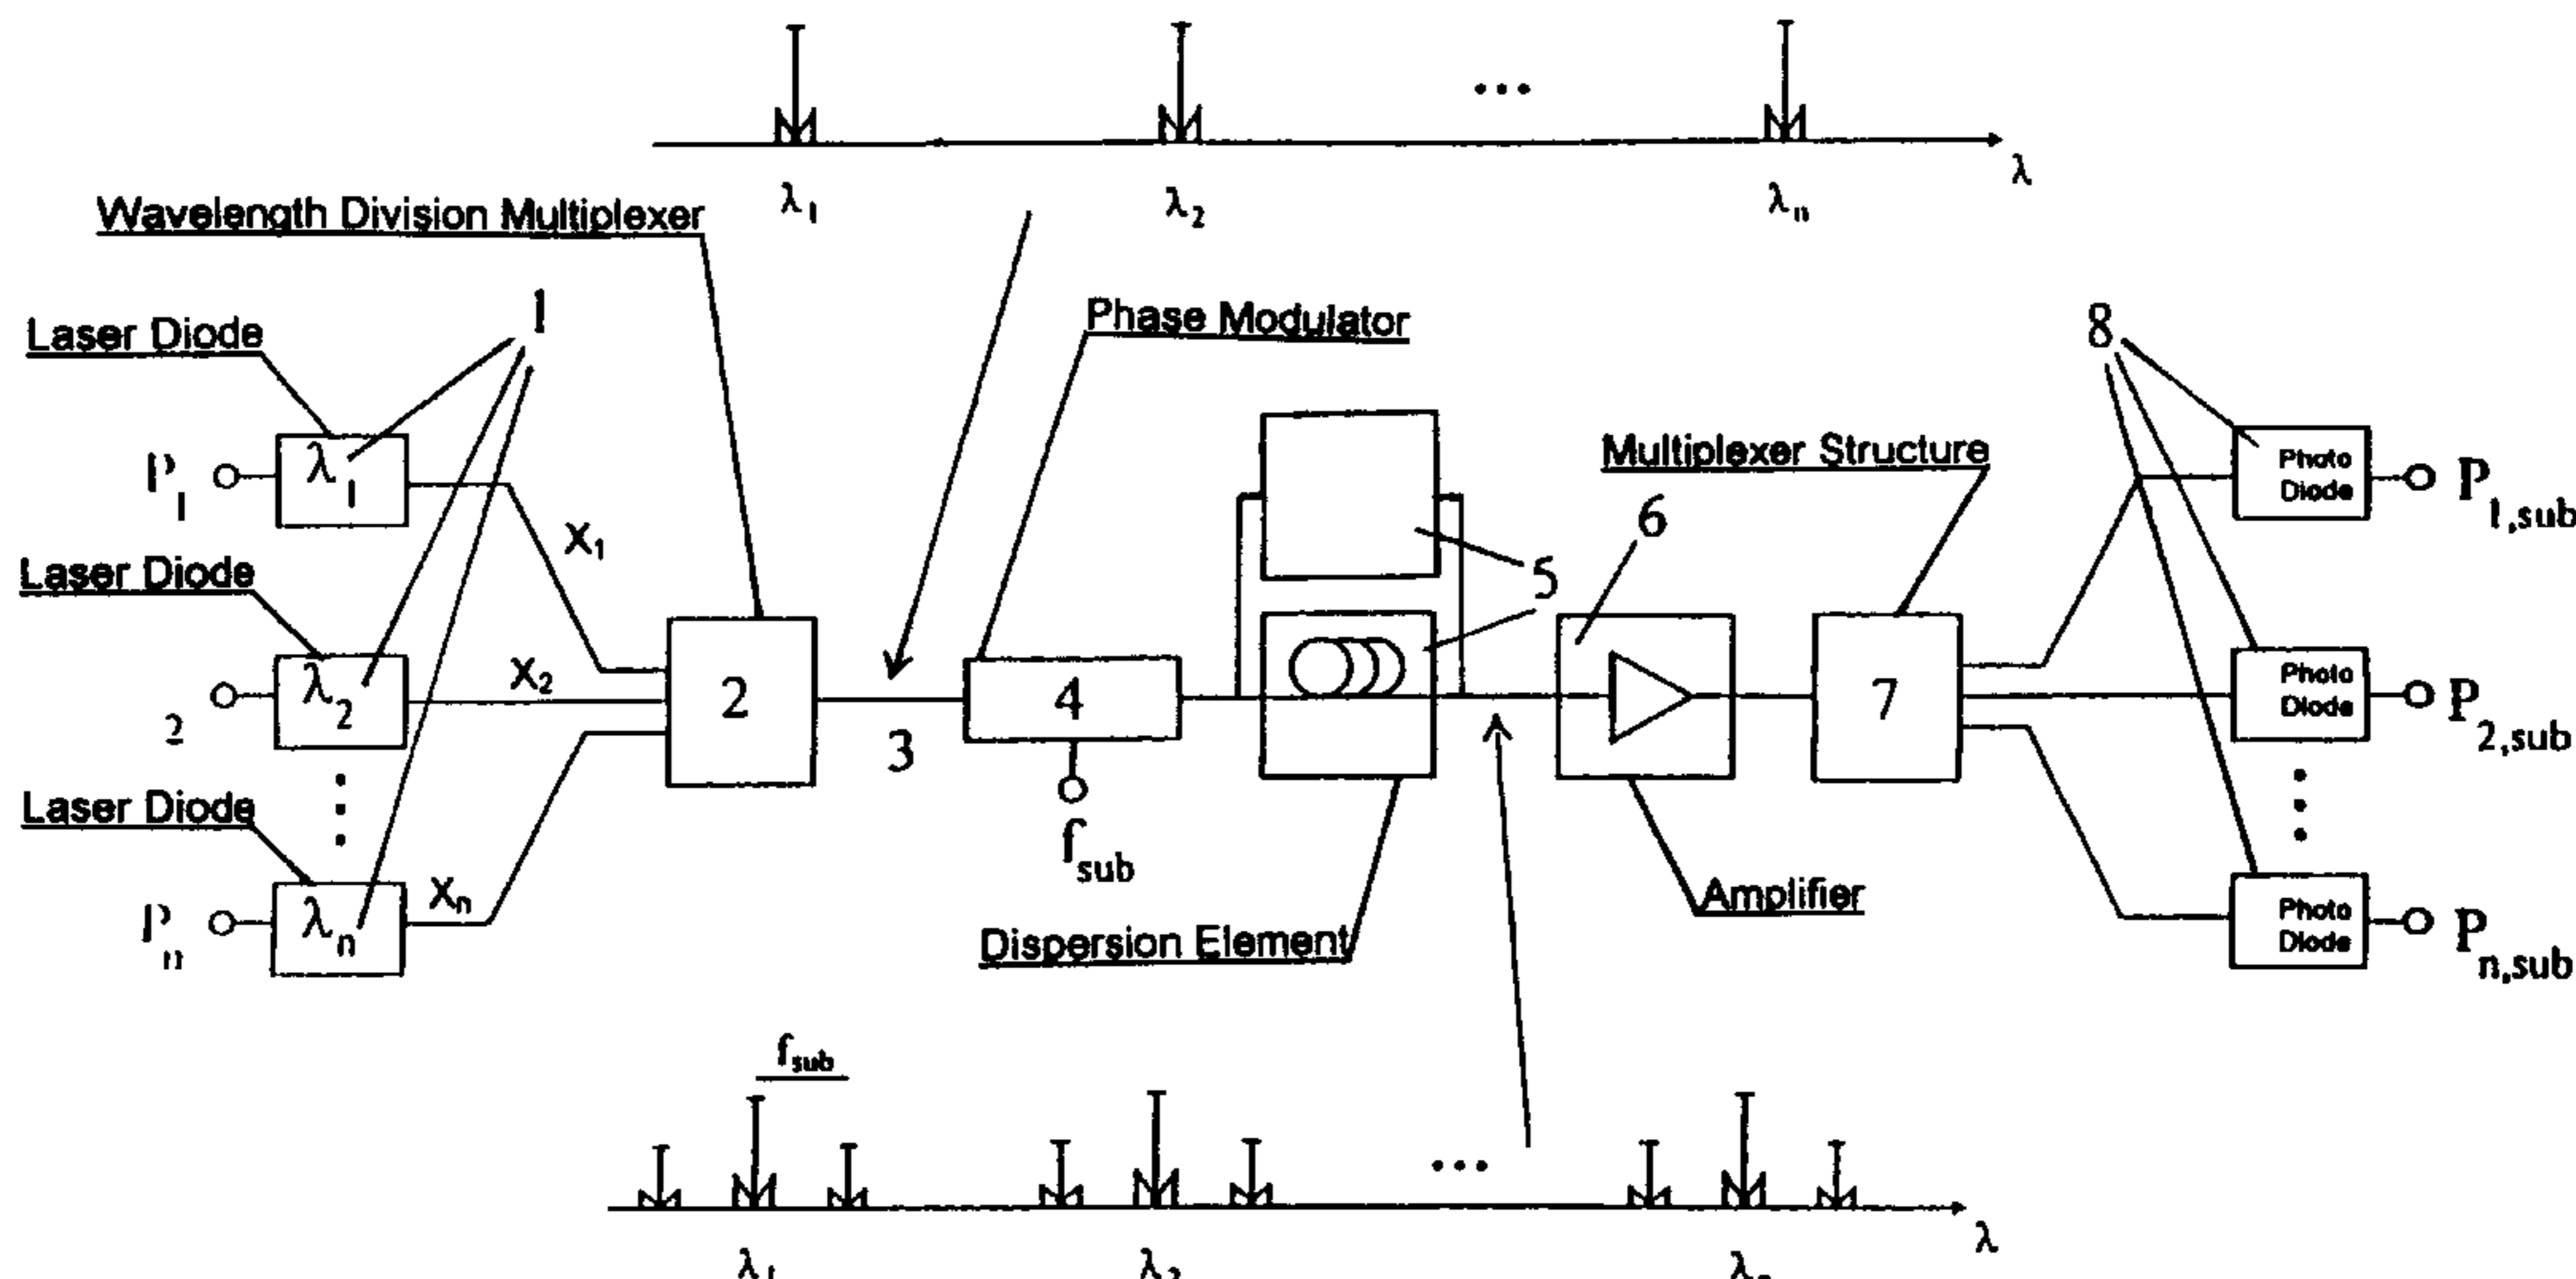 ...
λ
λ₁ λ₂ λₙ
Wavelength Division Multiplexer
1
Laser Diode
Phase Modulator
8
P₁ λ₁
X₁
Multiplexer Structure
6
Photo Diode
P₁,sub
5
Laser Diode
2 λ₂
X₂
2
3
4
7
Photo Diode
P₂,sub
fsub
Laser Diode
Pₙ λₙ
Xₙ
Amplifier
Dispersion Element
Photo Diode
Pₙ,sub
fsub
...
λ
λ₁ λ₂